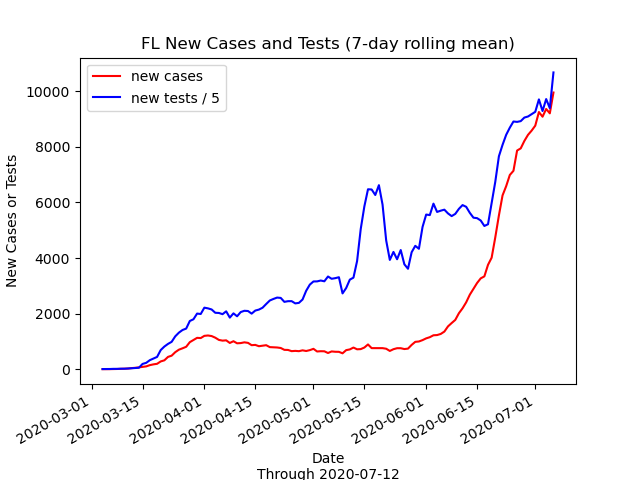 FL New Cases and Tests (7-day rolling mean)
new cases
new tests / 5
New Cases or Tests
10000
8000
6000
4000
2000
0
2020-03-01
2020-03-15
2020-04-01
2020-04-15
2020-05-01
2020-05-15
2020-06-01
2020-06-15
2020-07-01
Date
Through 2020-07-12